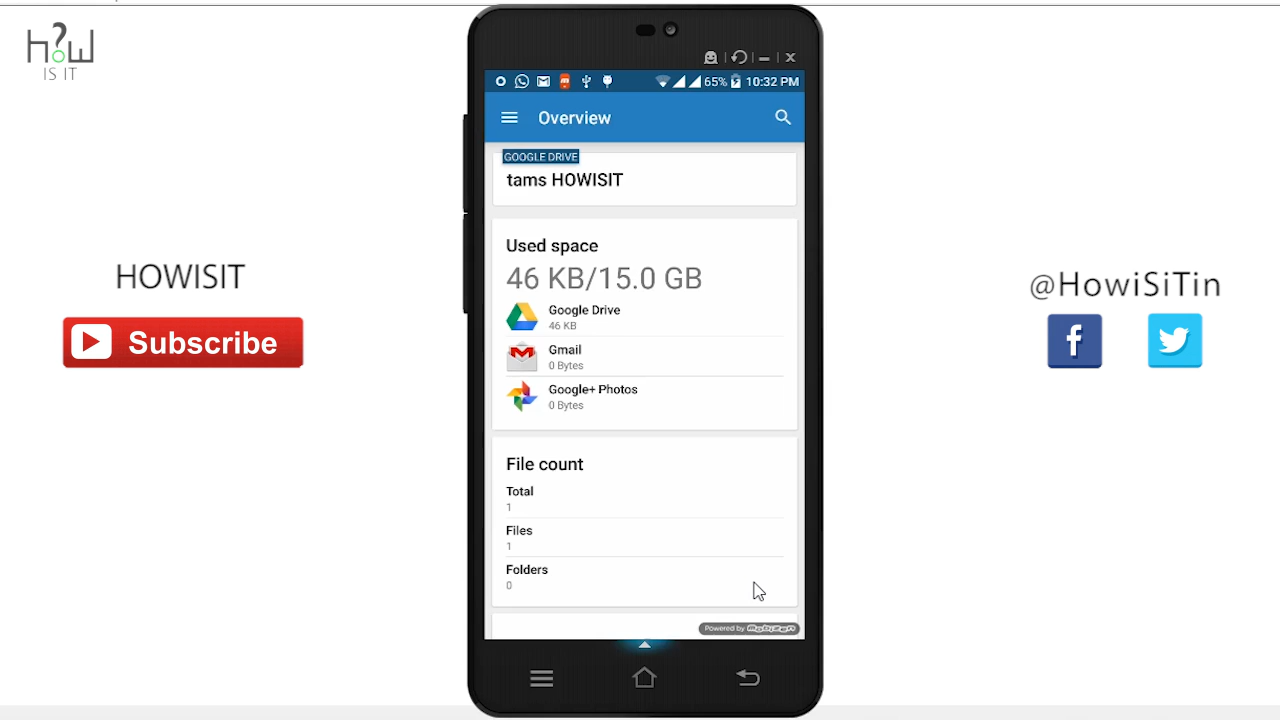 h?w
IS IT
65% 10:32 PM
Overview
GOOGLE DRIVE
tams HOWISIT
Used space
46 KB/15.0 GB
Google Drive
46 KB
Gmail
0 Bytes
Google+ Photos
0 Bytes
File count
Total
1
Files
1
Folders
0
Powered by Mobizen
HOWISIT
Subscribe
@HowiSiTin